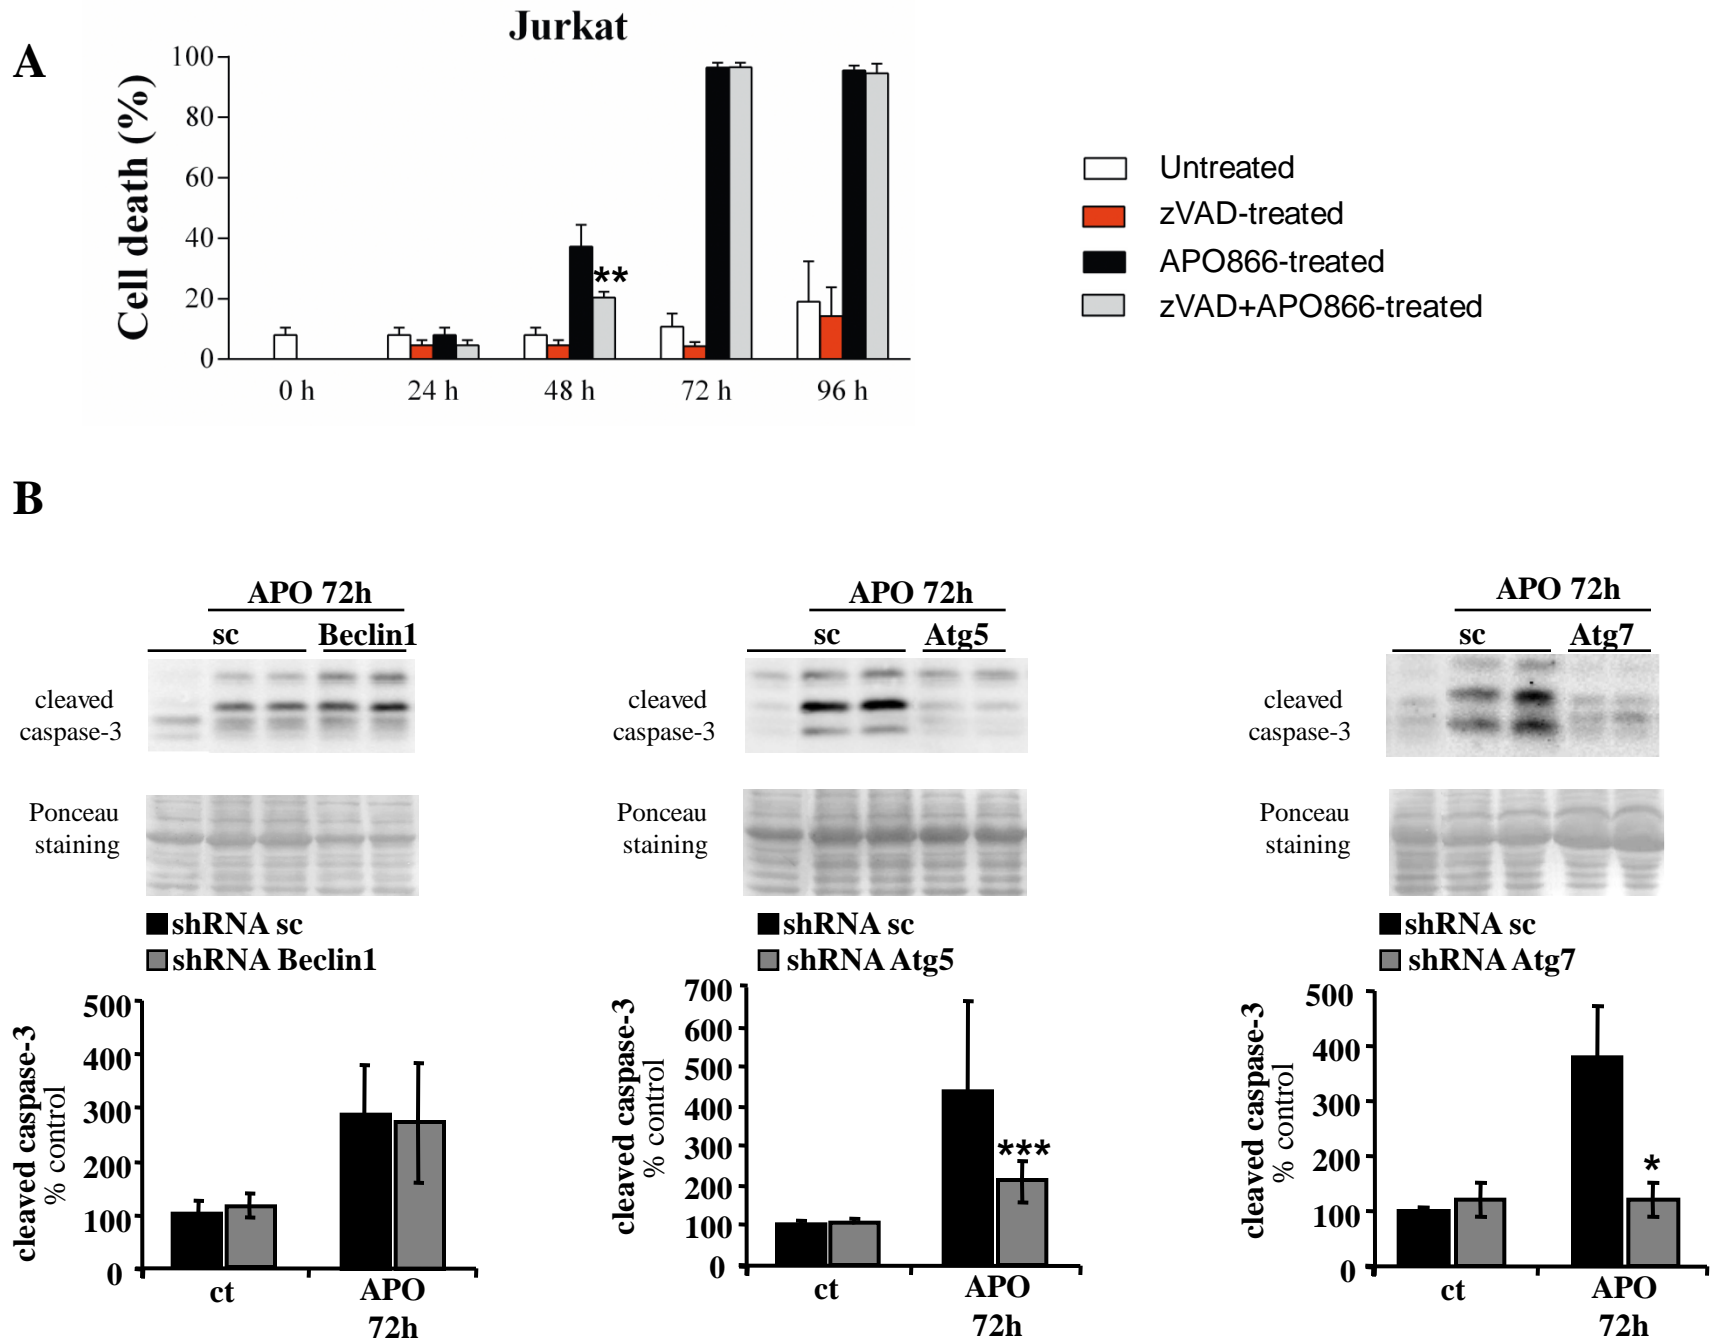 A
Jurkat
Cell death (%)
100
80
60
40
20
0
**
0 h
24 h
48 h
72 h
96 h
Untreated
zVAD-treated
APO866-treated
zVAD+APO866-treated
B
APO 72h
sc
Beclin1
cleaved
caspase-3
Ponceau
staining
shRNA sc
shRNA Beclin1
cleaved caspase-3
% control
500
400
300
200
100
0
ct
APO
72h
APO 72h
sc
Atg5
cleaved
caspase-3
Ponceau
staining
shRNA sc
shRNA Atg5
cleaved caspase-3
% control
700
600
500
400
300
200
100
0
***
ct
APO
72h
APO 72h
sc
Atg7
cleaved
caspase-3
Ponceau
staining
shRNA sc
shRNA Atg7
cleaved caspase-3
% control
500
400
300
200
100
0
*
ct
APO
72h